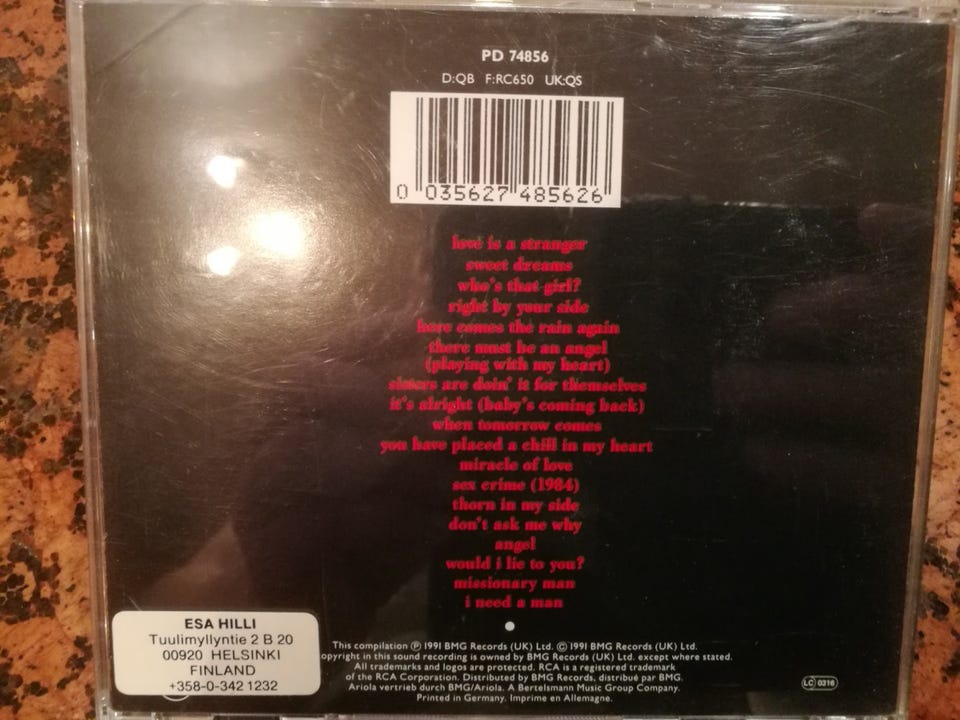 PD 74856
D:QB F:RC650 UK:QS
0 035627 485626
love is a stranger
sweet dreams
who's that girl?
right by your side
here comes the rain again
there must be an angel
(playing with my heart)
sisters are doin' it for themselves
it's alright (baby's coming back)
when tomorrow comes
you have placed a chill in my heart
miracle of love
sex crime (1984)
thorn in my side
don't ask me why
angel
would i lie to you?
missionary man
i need a man
ESA HILLI
Tuulimyllyntie 2 B 20
00920 HELSINKI
FINLAND
+358-0-342 1232
This compilation ℗ 1991 BMG Records (UK) Ltd. © 1991 BMG Records (UK) Ltd.
opyright in this sound recording is owned by BMG Records (UK) Ltd. except where stated.
All trademarks and logos are protected. RCA is a registered trademark
of the RCA Corporation. Distributed by BMG Records, distribué par BMG.
Ariola vertrieb durch BMG/Ariola. A Bertelsmann Music Group Company.
Printed in Germany. Imprime en Allemagne.
LC 0316